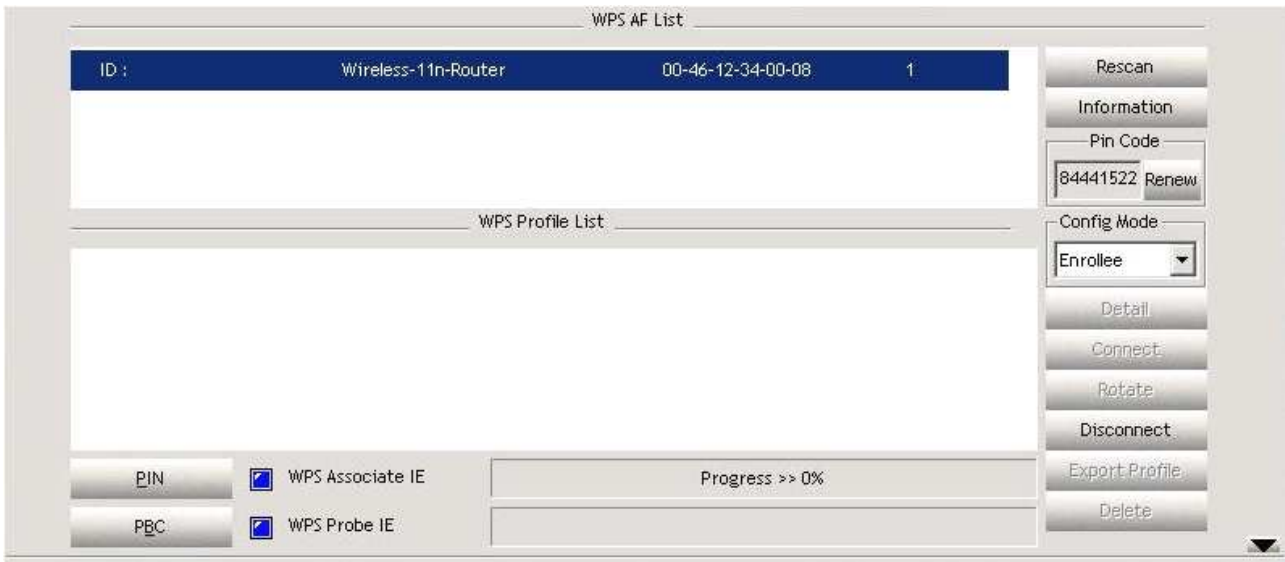 WPS AF List
ID : Wireless-11n-Router 00-46-12-34-00-08 1
Rescan
Information
Pin Code
84441522 Renew
WPS Profile List
Config Mode
Enrollee
Detail
Connect
Rotate
Disconnect
Export Profile
Delete
PIN WPS Associate IE Progress >> 0%
PBC WPS Probe IE